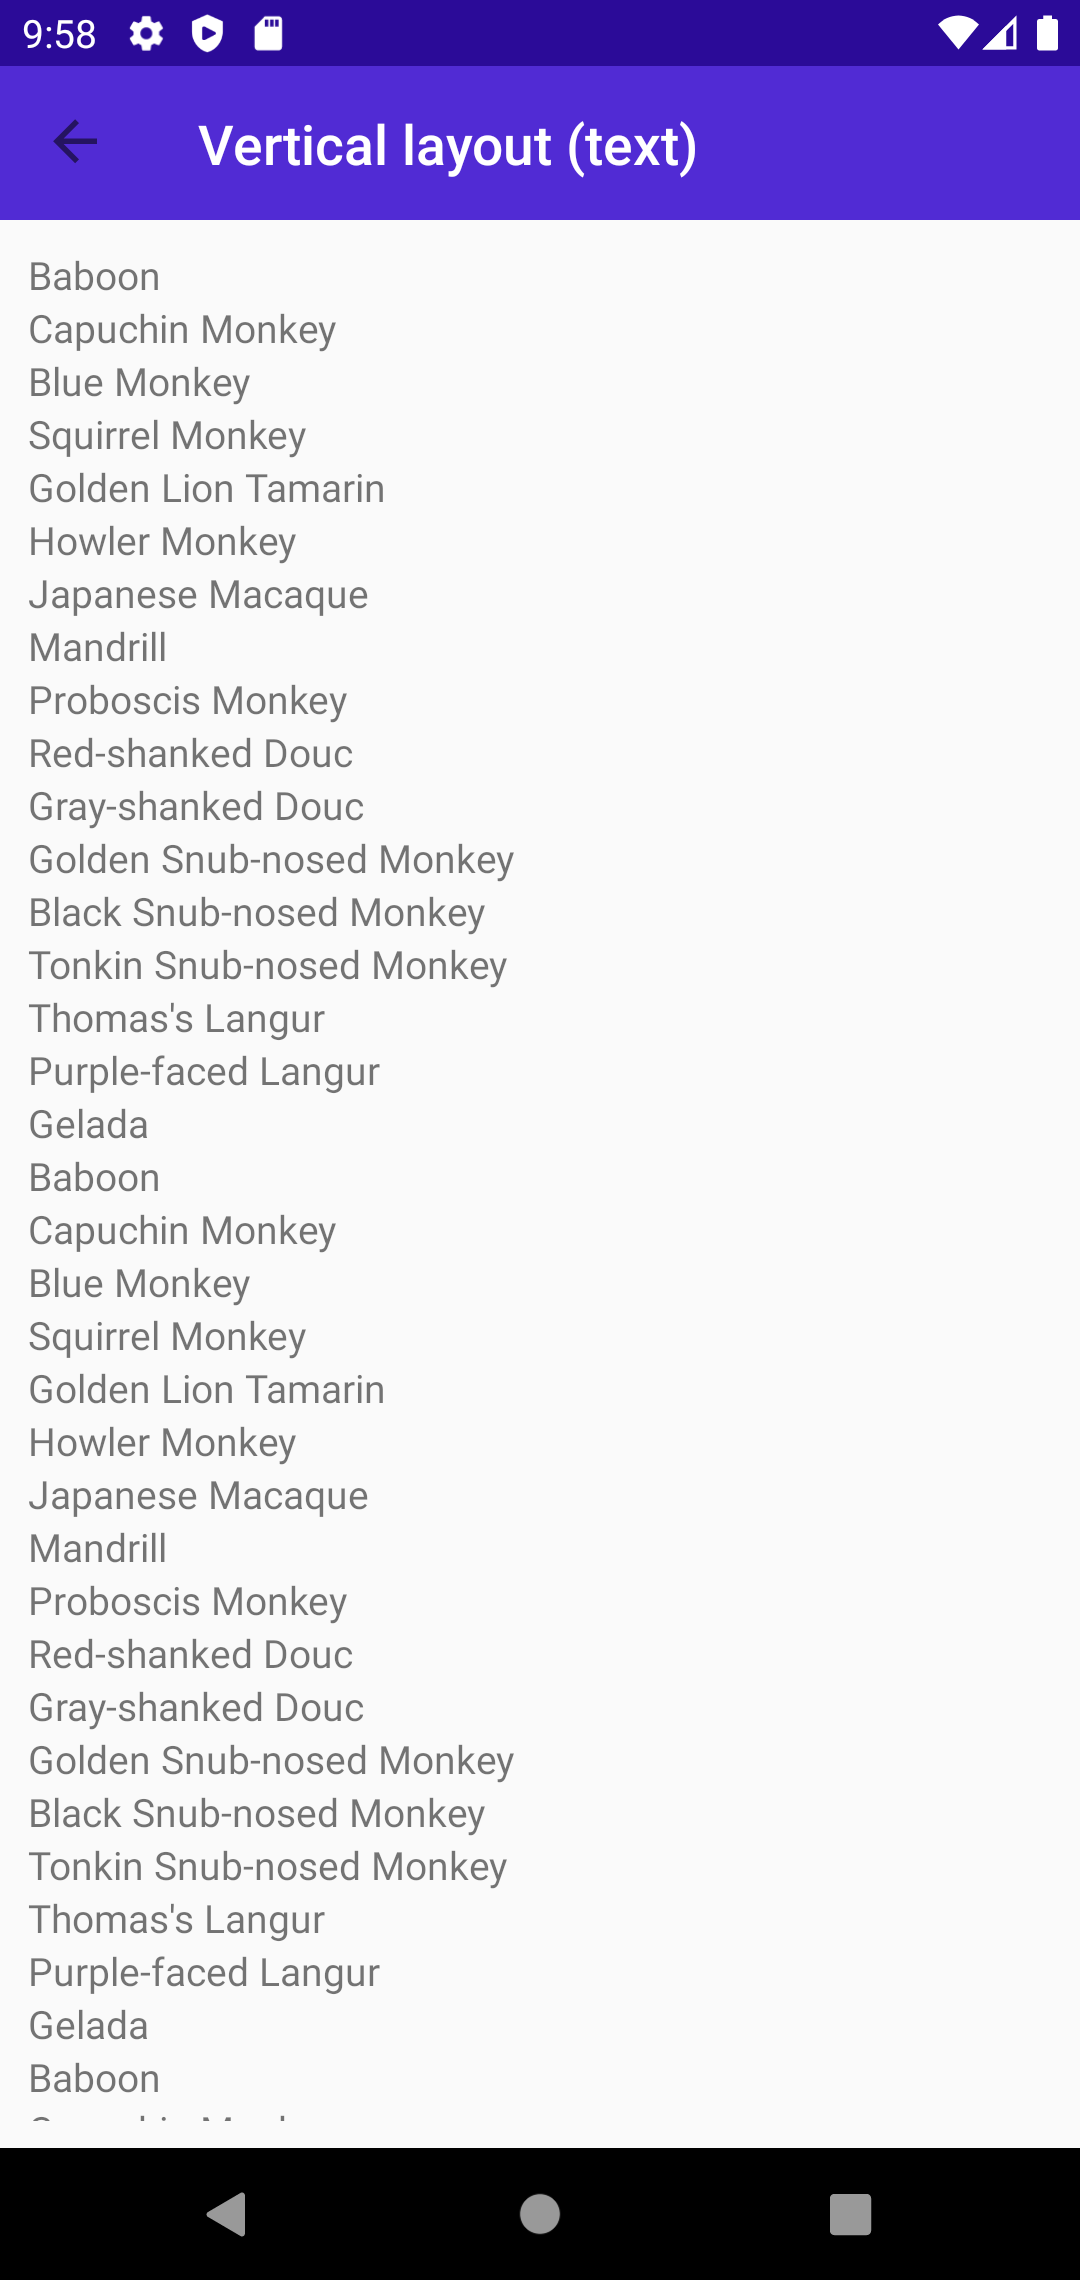 9:58
Vertical layout (text)
Baboon
Capuchin Monkey
Blue Monkey
Squirrel Monkey
Golden Lion Tamarin
Howler Monkey
Japanese Macaque
Mandrill
Proboscis Monkey
Red-shanked Douc
Gray-shanked Douc
Golden Snub-nosed Monkey
Black Snub-nosed Monkey
Tonkin Snub-nosed Monkey
Thomas's Langur
Purple-faced Langur
Gelada
Baboon
Capuchin Monkey
Blue Monkey
Squirrel Monkey
Golden Lion Tamarin
Howler Monkey
Japanese Macaque
Mandrill
Proboscis Monkey
Red-shanked Douc
Gray-shanked Douc
Golden Snub-nosed Monkey
Black Snub-nosed Monkey
Tonkin Snub-nosed Monkey
Thomas's Langur
Purple-faced Langur
Gelada
Baboon